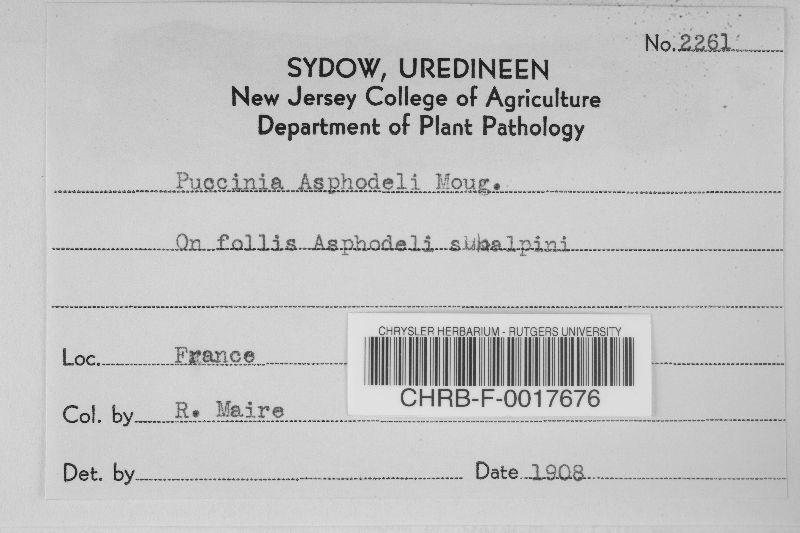 No. 2261
SYDOW, UREDINEEN
New Jersey College of Agriculture
Department of Plant Pathology
Puccinia Asphodeli Moug.
On follis Asphodeli subalpini
CHRYSLER HERBARIUM - RUTGERS UNIVERSITY
Loc. France
CHRB-F-0017676
Col. by R. Maire
Det. by
Date 1908